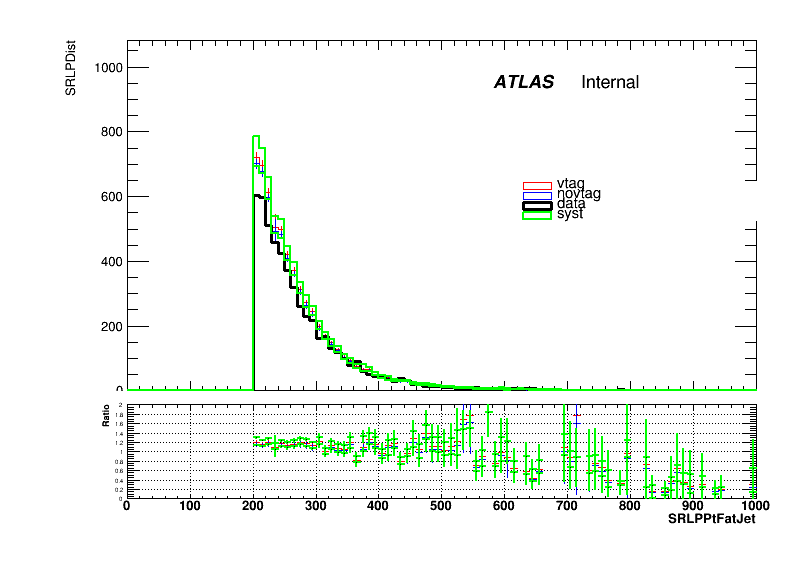 SRLPDist
1000
800
600
400
200
0
ATLAS Internal
vtag
novtag
data
syst
Ratio
2
1.8
1.6
1.4
1.2
1
0.8
0.6
0.4
0.2
0
0 100 200 300 400 500 600 700 800 900 1000
SRLPPtFatJet